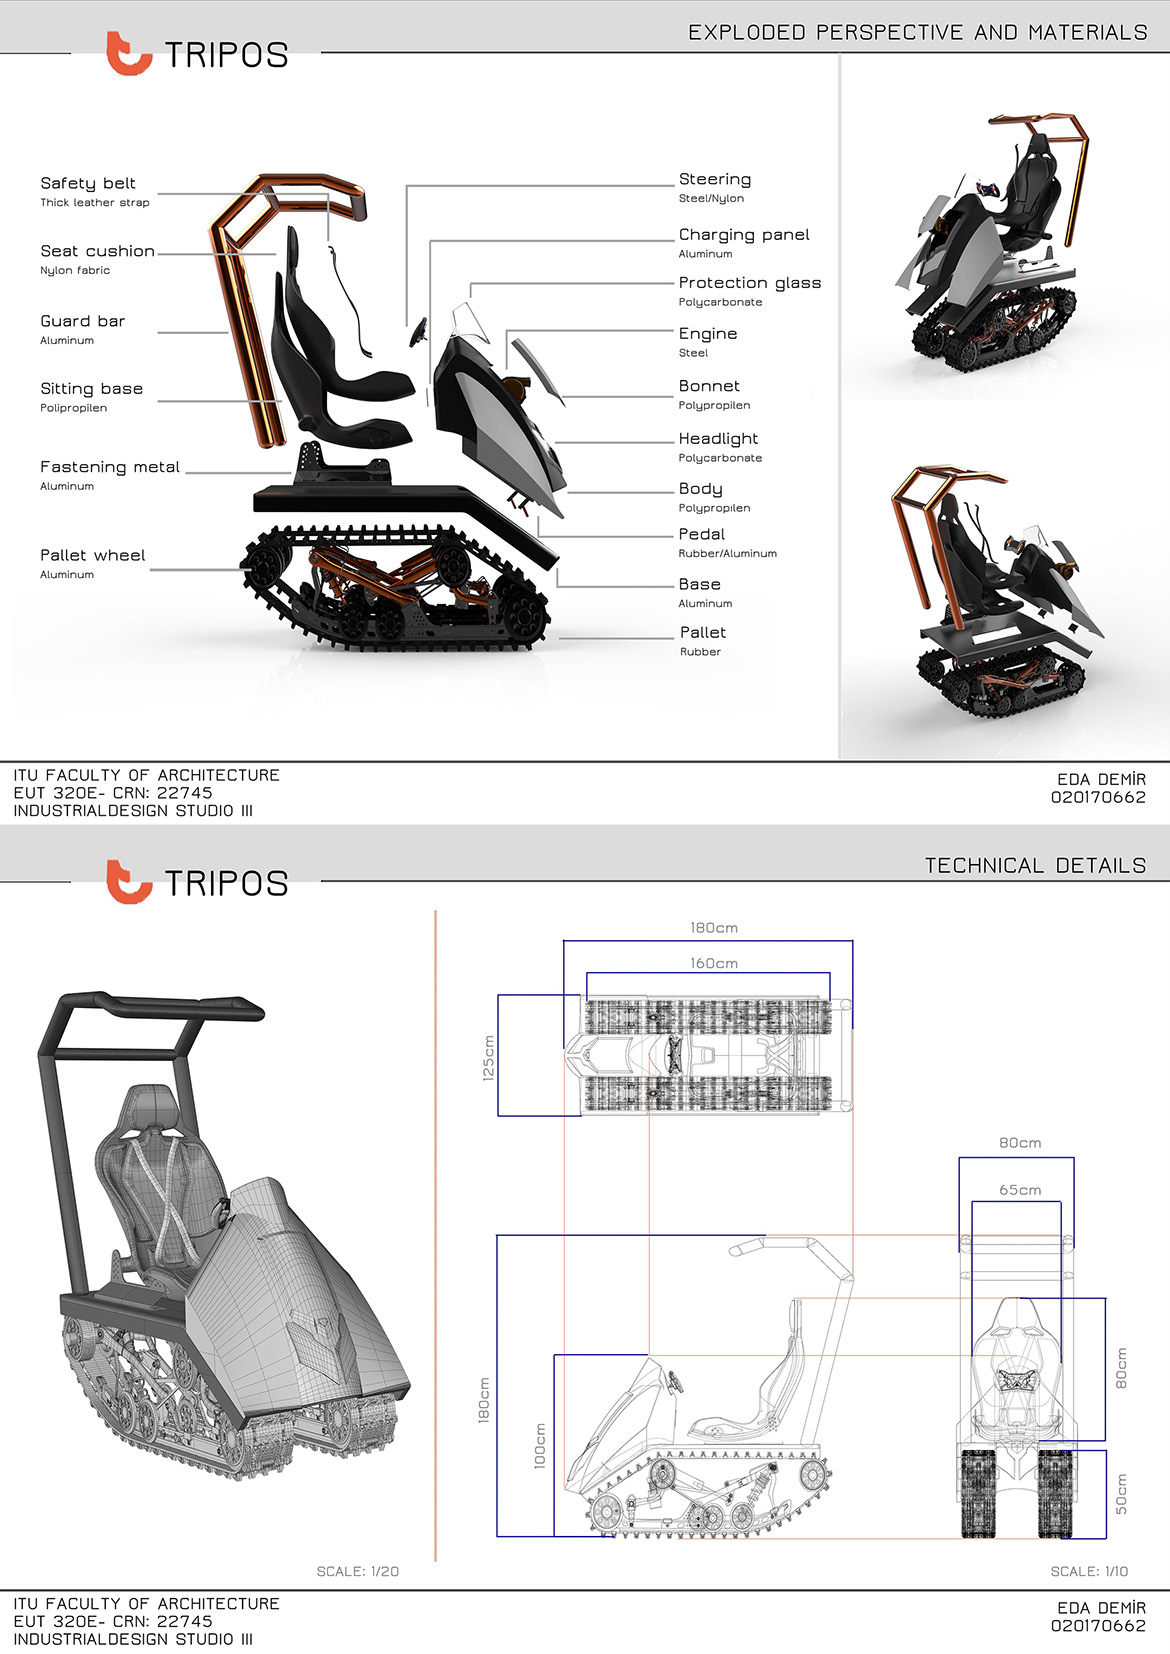 TRIPOS
EXPLODED PERSPECTIVE AND MATERIALS
Safety belt
Thick leather strap
Seat cushion
Nylon fabric
Guard bar
Aluminum
Sitting base
Polipropilen
Fastening metal
Aluminum
Pallet wheel
Aluminum
Steering
Steel/Nylon
Charging panel
Aluminum
Protection glass
Polycarbonate
Engine
Steel
Bonnet
Polypropilen
Headlight
Polycarbonate
Body
Polypropilen
Pedal
Rubber/Aluminum
Base
Aluminum
Pallet
Rubber
ITU FACULTY OF ARCHITECTURE
EUT 320E- CRN: 22745
INDUSTRIALDESIGN STUDIO III
EDA DEMİR
020170662
TRIPOS
TECHNICAL DETAILS
180cm
160cm
125cm
80cm
65cm
180cm
100cm
80cm
50cm
SCALE: 1/20
SCALE: 1/10
ITU FACULTY OF ARCHITECTURE
EUT 320E- CRN: 22745
INDUSTRIALDESIGN STUDIO III
EDA DEMİR
020170662